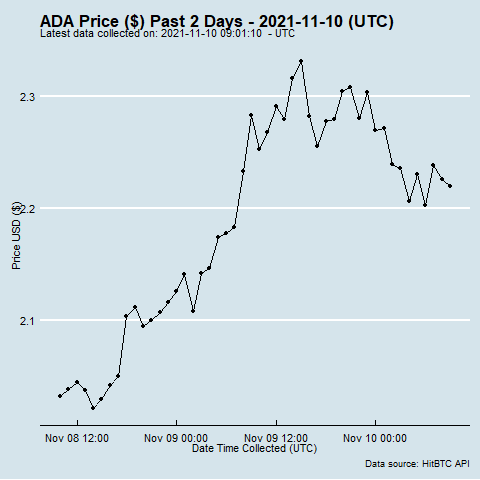 ADA Price ($) Past 2 Days - 2021-11-10 (UTC)
Latest data collected on: 2021-11-10 09:01:10  - UTC
2.3
2.2
2.1
Price USD ($)
Nov 08 12:00
Nov 09 00:00
Nov 09 12:00
Nov 10 00:00
Date Time Collected (UTC)
Data source: HitBTC API